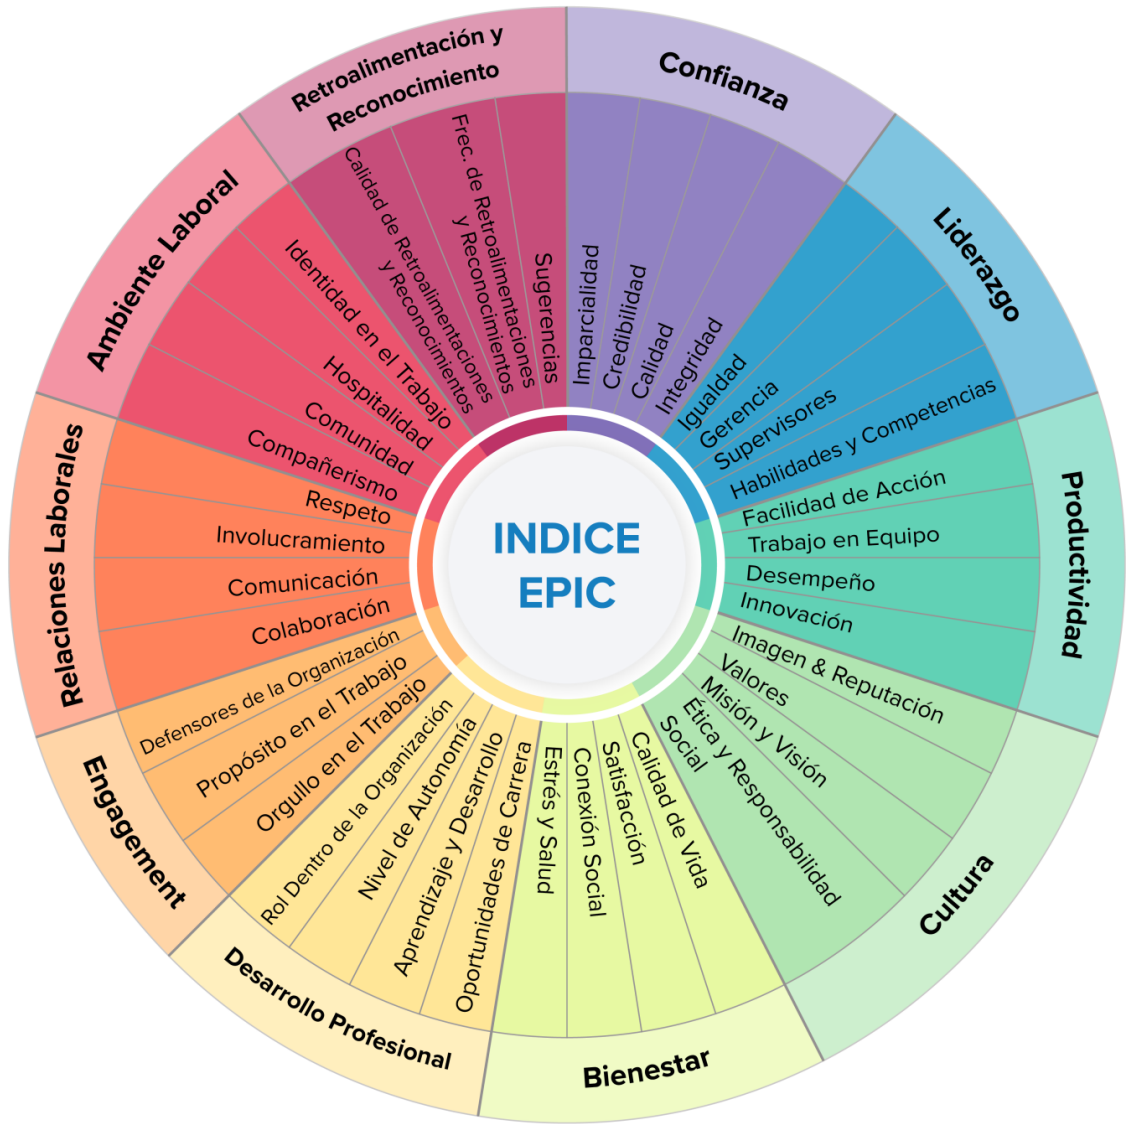 INDICE
EPIC
Confianza
Imparcialidad
Credibilidad
Calidad
Integridad
Liderazgo
Igualdad
Gerencia
Supervisores
Habilidades y Competencias
Productividad
Facilidad de Acción
Trabajo en Equipo
Desempeño
Innovación
Cultura
Imagen & Reputación
Valores
Misión y Visión
Ética y Responsabilidad
Social
Bienestar
Calidad de Vida
Satisfacción
Conexión Social
Estrés y Salud
Desarrollo Profesional
Oportunidades de Carrera
Aprendizaje y Desarrollo
Nivel de Autonomía
Rol Dentro de la Organización
Engagement
Orgullo en el Trabajo
Propósito en el Trabajo
Defensores de la Organización
Relaciones Laborales
Colaboración
Comunicación
Involucramiento
Respeto
Ambiente Laboral
Compañerismo
Comunidad
Hospitalidad
Identidad en el Trabajo
Retroalimentación y
Reconocimiento
Calidad de Retroalimentaciones
y Reconocimientos
Frec. de Retroalimentaciones
y Reconocimientos
Sugerencias